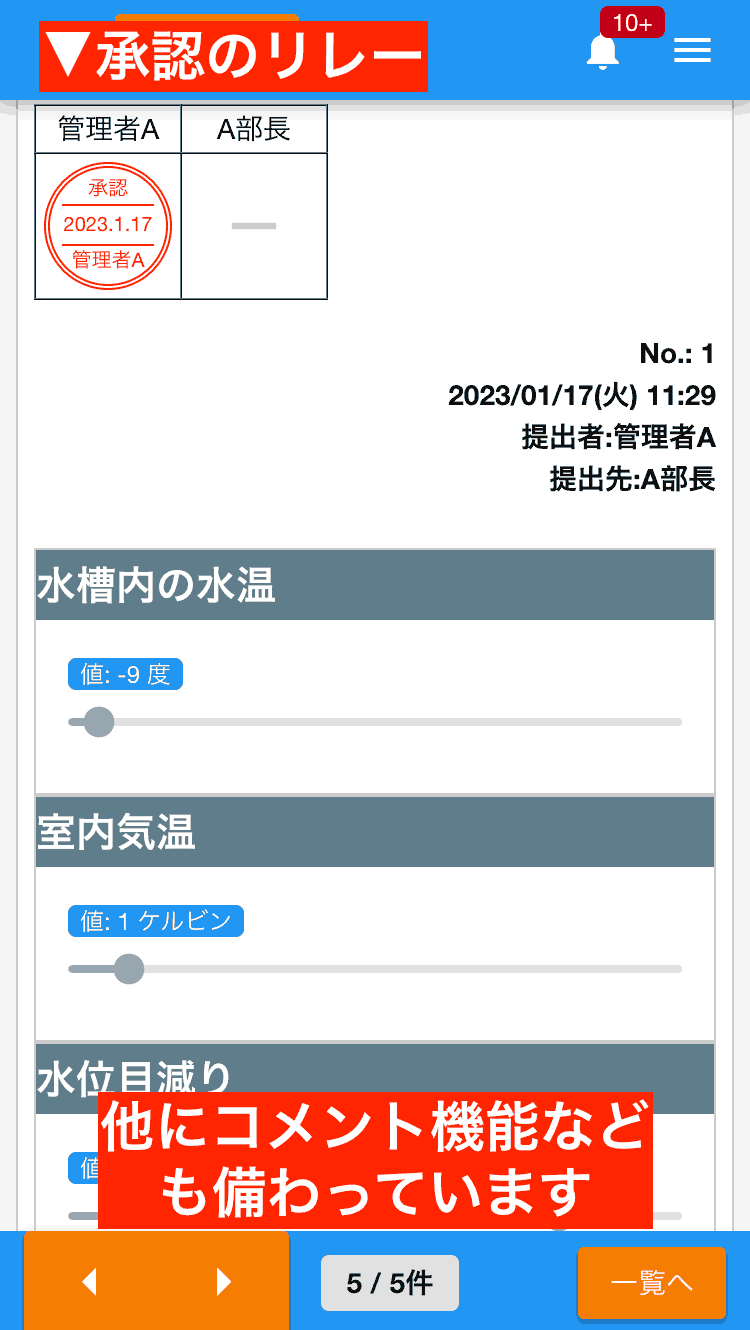 ▼承認のリレー
10+
管理者A
A部長
承認
2023.1.17
管理者A
No.: 1
2023/01/17(火) 11:29
提出者:管理者A
提出先:A部長
水槽内の水温
値: -9 度
室内気温
値: 1 ケルビン
水位目減り
値
他にコメント機能など
も備わっています
5 / 5件
一覧へ